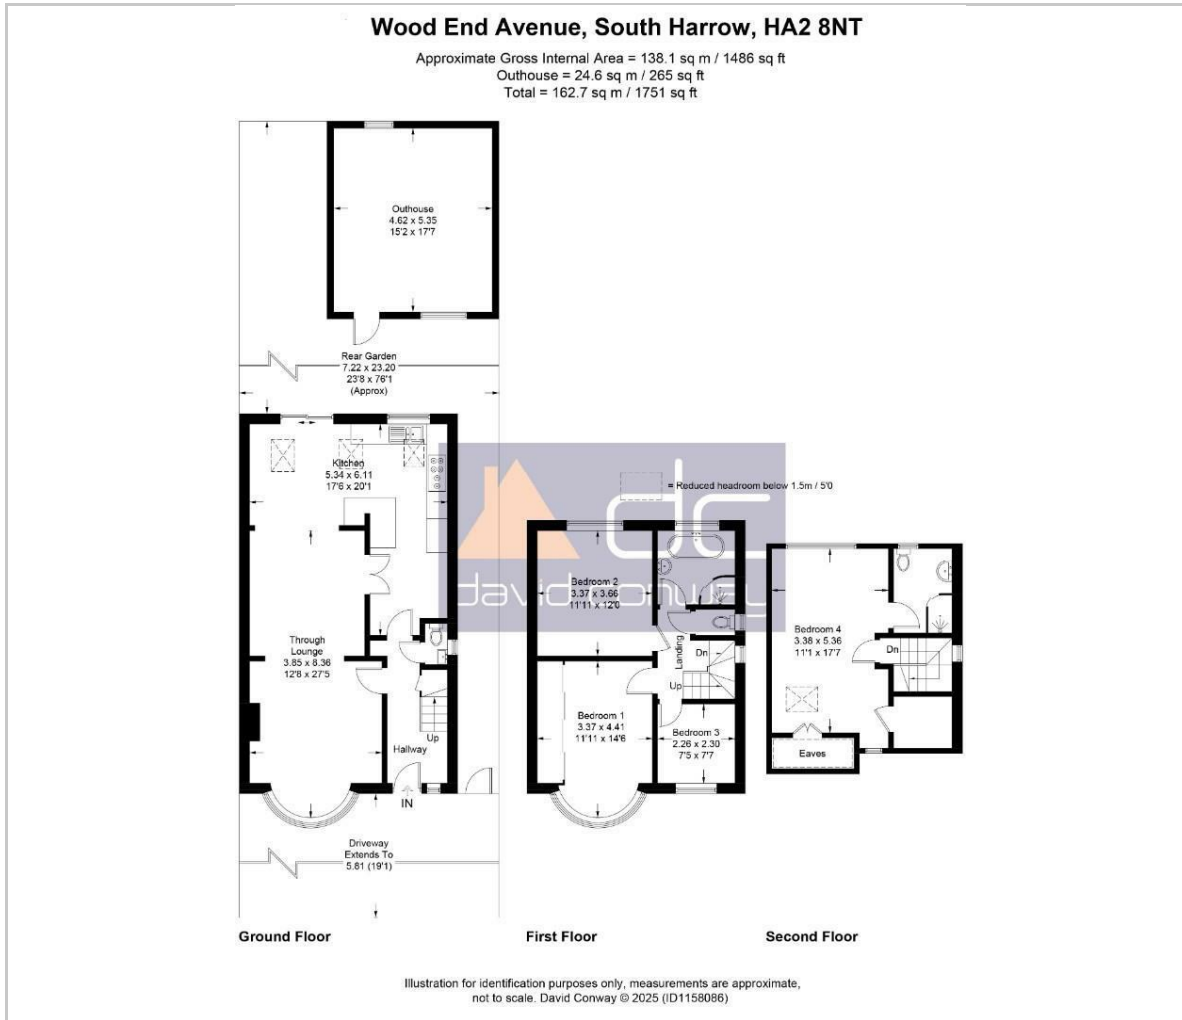 Wood End Avenue, South Harrow, HA2 8NT
Approximate Gross Internal Area = 138.1 sq m / 1486 sq ft
Outhouse = 24.6 sq m / 265 sq ft
Total = 162.7 sq m / 1751 sq ft
Outhouse
4.62 x 5.35
15'2 x 17'7
Rear Garden
7.22 x 23.20
23'8 x 76'1
(Approx)
Kitchen
5.34 x 6.11
17'6 x 20'1
Through
Lounge
3.85 x 8.36
12'8 x 27'5
Up
Hallway
IN
Driveway
Extends To
5.81 (19'1)
Ground Floor
dc
david conway
= Reduced headroom below 1.5m / 5'0
Bedroom 2
3.37 x 3.66
11'11 x 12'0
Landing
Dn
Up
Bedroom 1
3.37 x 4.41
11'11 x 14'6
Bedroom 3
2.26 x 2.30
7'5 x 7'7
First Floor
Bedroom 4
3.38 x 5.36
11'1 x 17'7
Dn
Eaves
Second Floor
Illustration for identification purposes only, measurements are approximate,
not to scale. David Conway © 2025 (ID1158086)